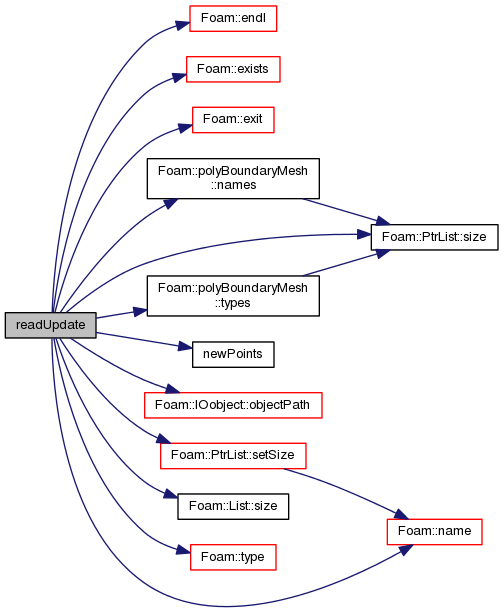 Foam::endl
Foam::exists
Foam::exit
Foam::polyBoundaryMesh
::names
Foam::PtrList::size
Foam::polyBoundaryMesh
::types
readUpdate
newPoints
Foam::IOobject::objectPath
Foam::PtrList::setSize
Foam::List::size
Foam::name
Foam::type